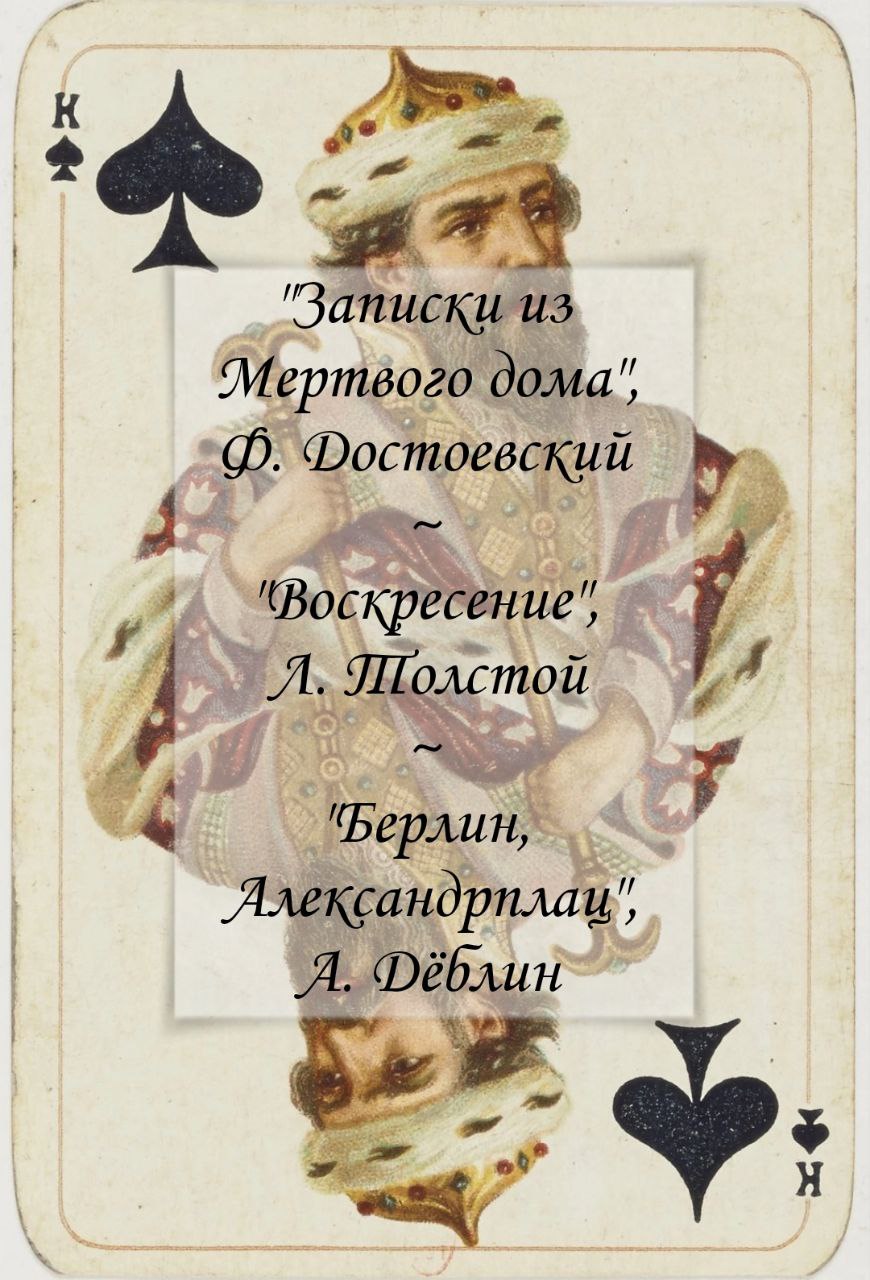 К
"Записки из
Мертвого дома",
Ф. Достоевский
~
"Воскресение",
Л. Толстой
~
"Берлин,
Александрплац",
А. Дёблин
К